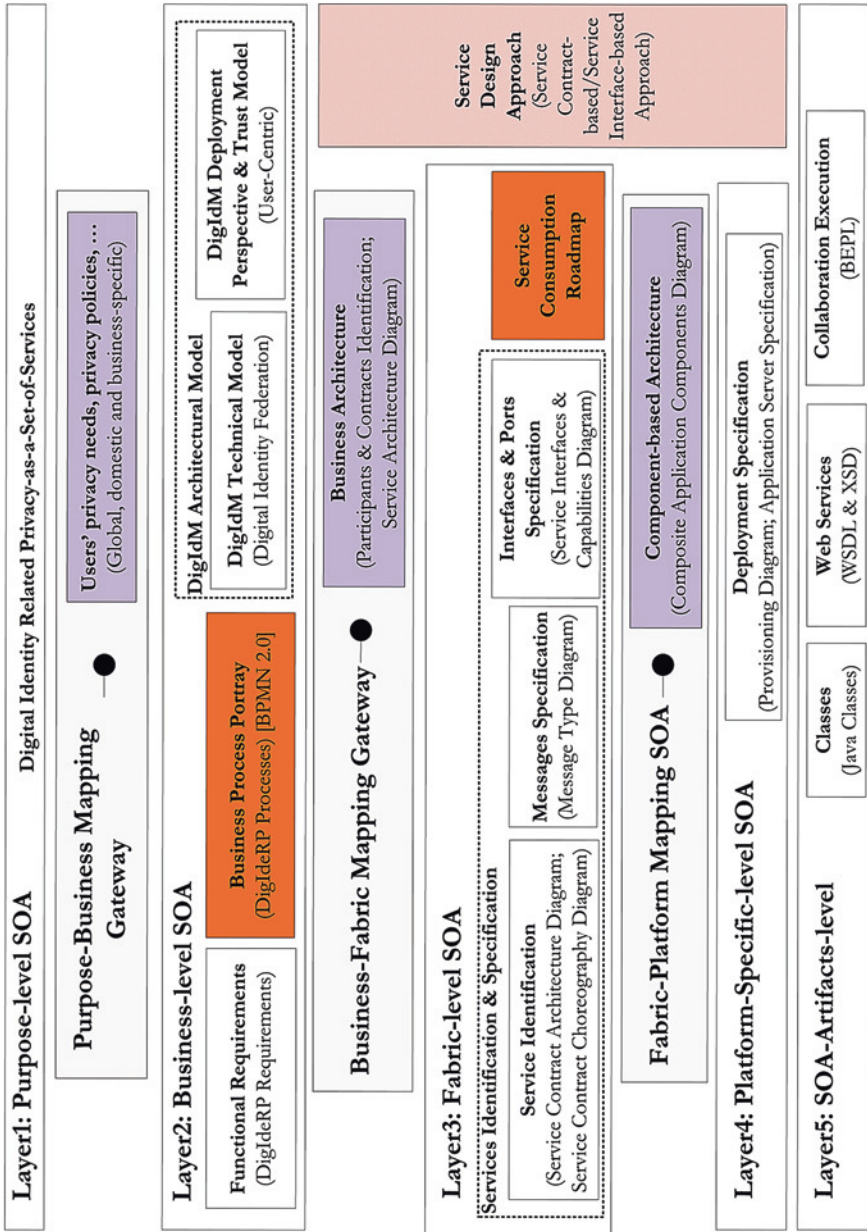 Layer1: Purpose-level SOA
Digital Identity Related Privacy-as-a-Set-of-Services
Purpose-Business Mapping
Gateway
Users' privacy needs, privacy policies, ...
(Global, domestic and business-specific)
Layer2: Business-level SOA
Functional Requirements
(DigIdeRP Requirements)
Business Process Portray
(DigIdeRP Processes) [BPMN 2.0]
DigIdM Architectural Model
DigIdM Technical Model
(Digital Identity Federation)
DigIdM Deployment
Perspective & Trust Model
(User-Centric)
Business-Fabric Mapping Gateway
Business Architecture
(Participants & Contracts Identification;
Service Architecture Diagram)
Service
Design
Approach
(Service
Contract-
based/Service
Interface-based
Approach)
Layer3: Fabric-level SOA
Services Identification & Specification
Service Identification
(Service Contract Architecture Diagram;
Service Contract Choreography Diagram)
Messages Specification
(Message Type Diagram)
Interfaces & Ports
Specification
(Service Interfaces &
Capabilities Diagram)
Service
Consumption
Roadmap
Fabric-Platform Mapping SOA
Component-based Architecture
(Composite Application Components Diagram)
Layer4: Platform-Specific-level SOA
Deployment Specification
(Provisioning Diagram; Application Server Specification)
Layer5: SOA-Artifacts-level
Classes
(Java Classes)
Web Services
(WSDL & XSD)
Collaboration Execution
(BEPL)